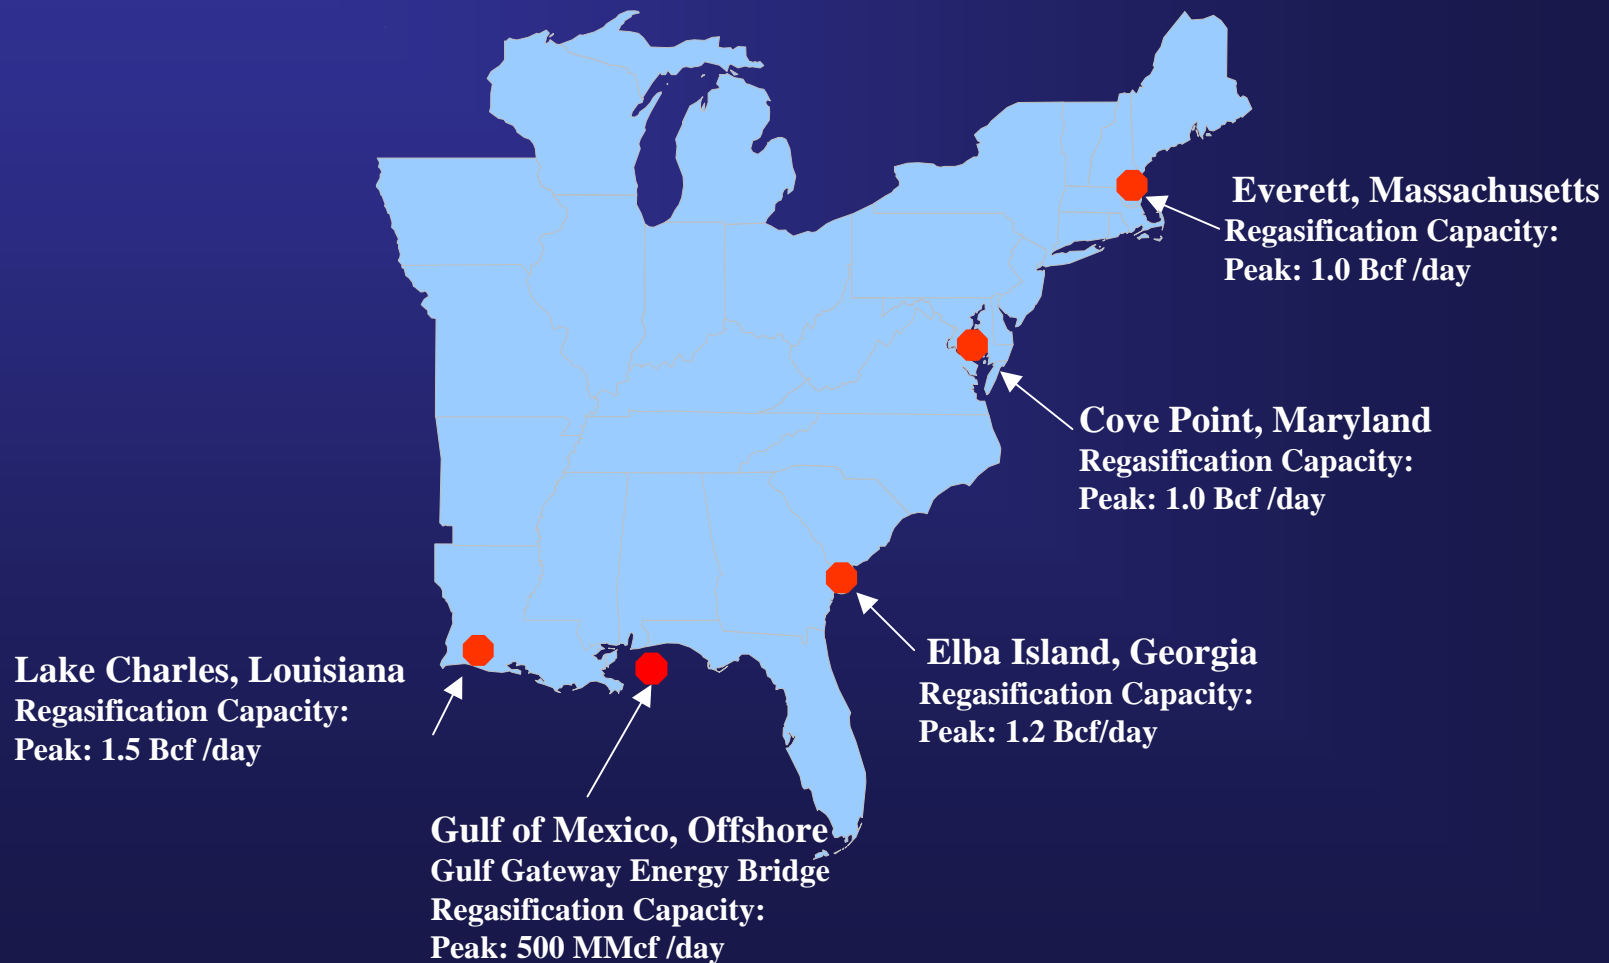 Everett, Massachusetts
Regasification Capacity:
Peak: 1.0 Bcf /day
Cove Point, Maryland
Regasification Capacity:
Peak: 1.0 Bcf /day
Elba Island, Georgia
Regasification Capacity:
Peak: 1.2 Bcf/day
Lake Charles, Louisiana
Regasification Capacity:
Peak: 1.5 Bcf /day
Gulf of Mexico, Offshore
Gulf Gateway Energy Bridge
Regasification Capacity:
Peak: 500 MMcf /day